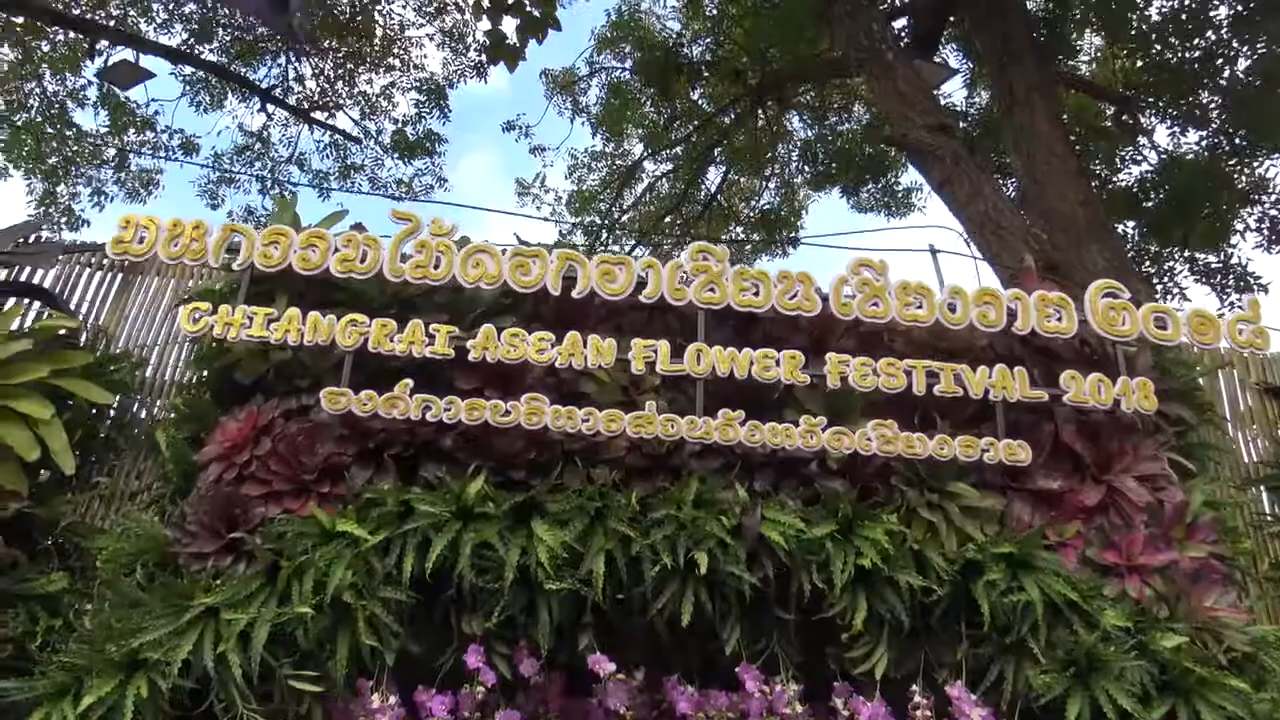 มหกรรมไม้ดอกอาเซียน เชียงราย ๒๐๑๘
CHIANGRAI ASEAN FLOWER FESTIVAL 2018
องค์การบริหารส่วนจังหวัดเชียงราย